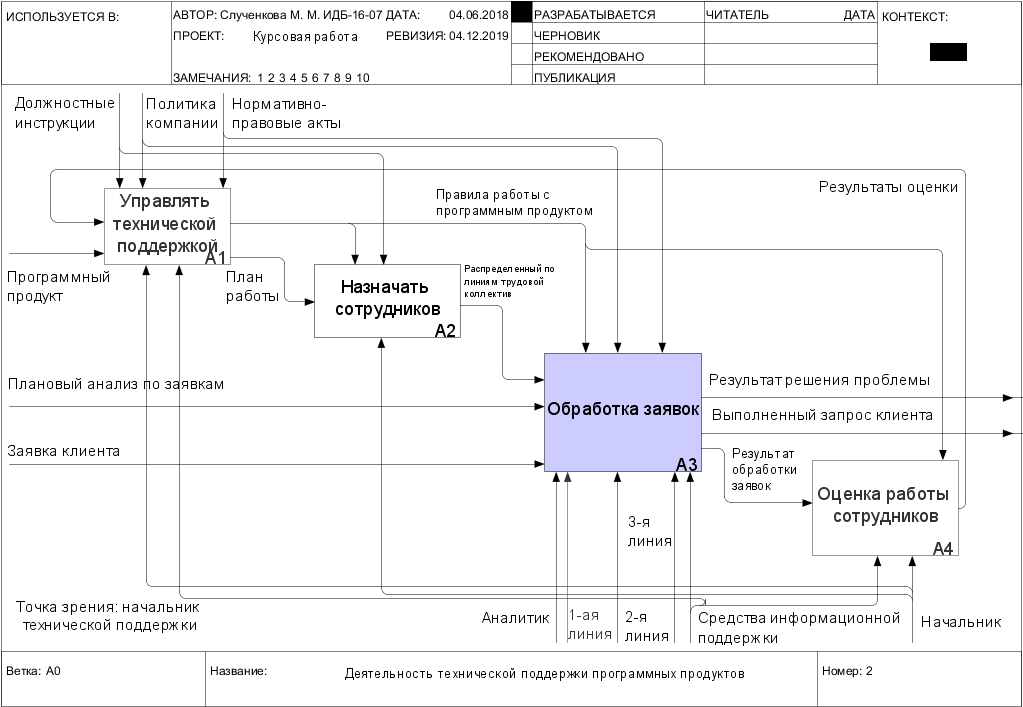 ИСПОЛЬЗУЕТСЯ В:
АВТОР: Слученкова М. М. ИДБ-16-07 ДАТА: 04.06.2018
ПРОЕКТ: Курсовая работа РЕВИЗИЯ: 04.12.2019
ЗАМЕЧАНИЯ: 1 2 3 4 5 6 7 8 9 10
РАЗРАБАТЫВАЕТСЯ
ЧЕРНОВИК
РЕКОМЕНДОВАНО
ПУБЛИКАЦИЯ
ЧИТАТЕЛЬ ДАТА
КОНТЕКСТ:
Должностные
инструкции
Политика
компании
Нормативно-
правовые акты
Результаты оценки
Правила работы с
программным продуктом
Управлять
технической
поддержкой
A1
Программный
продукт
План
работы
Назначать
сотрудников
A2
Распределенный по
линиям трудовой
коллектив
Плановый анализ по заявкам
Заявка клиента
Обработка заявок
A3
Результат решения проблемы
Выполненный запрос клиента
Результат
обработки
заявок
Оценка работы
сотрудников
A4
3-я
линия
Точка зрения: начальник
технической поддержки
Аналитик
1-ая
линия
2-я
линия
Средства информационной
поддержки
Начальник
Ветка: A0
Название: Деятельность технической поддержки программных продуктов
Номер: 2